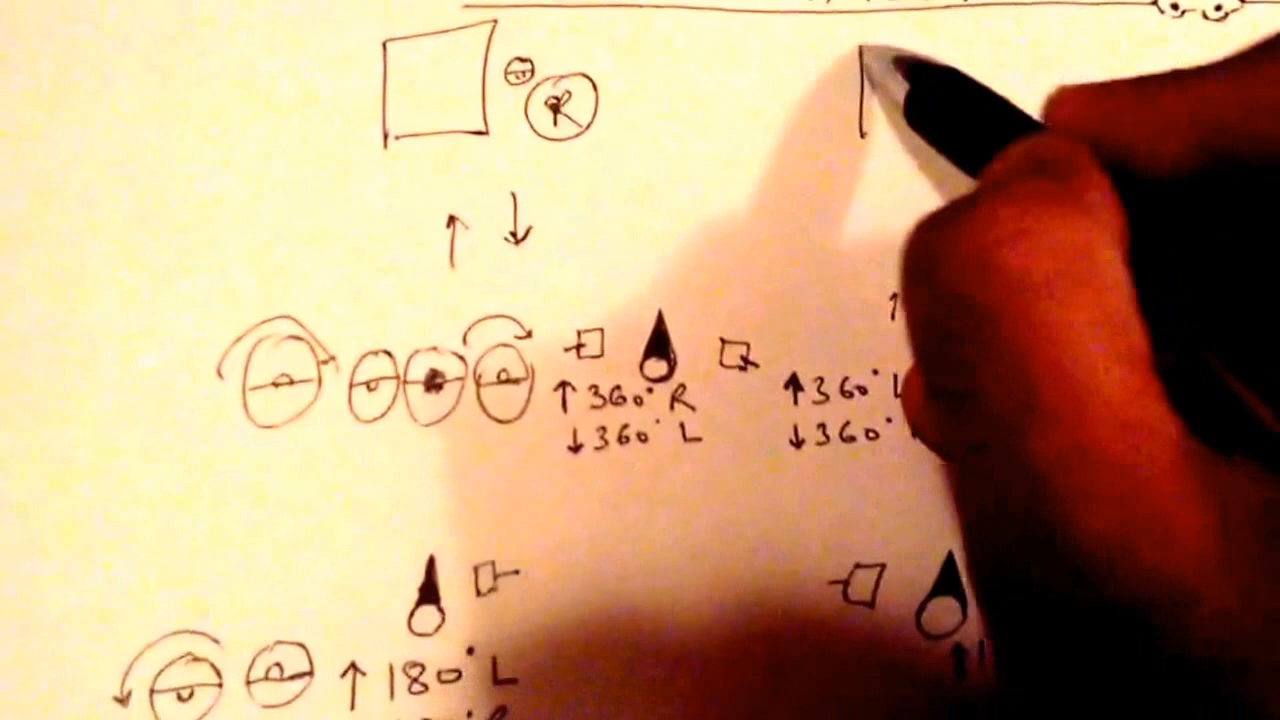 R
↑ 360° R
↓ 360° L
↑ 360° L
↓ 360°
↑ 180° L